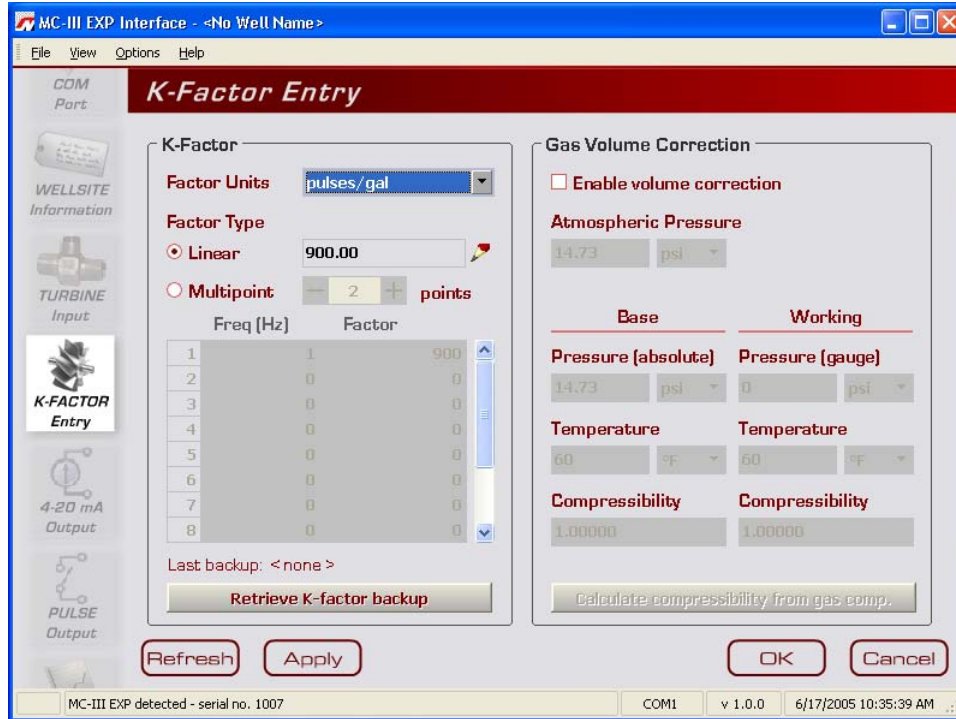 MC-III EXP Interface - <No Well Name>
File View Options Help
COM
Port
WELLSITE
Information
TURBINE
Input
K-FACTOR
Entry
4-20 mA
Output
PULSE
Output
K-Factor Entry
K-Factor
Factor Units pulses/gal
Factor Type
Linear 900.00
Multipoint 2 points
Freq (Hz) Factor
1 1 900
2 0 0
3 0 0
4 0 0
5 0 0
6 0 0
7 0 0
8 0 0
Last backup: < none >
Retrieve K-factor backup
Gas Volume Correction
Enable volume correction
Atmospheric Pressure
14.73 psi
Base Working
Pressure (absolute) Pressure (gauge)
14.73 psi 0 psi
Temperature Temperature
60 °F 60 °F
Compressibility Compressibility
1.00000 1.00000
Calculate compressibility from gas comp.
Refresh Apply OK Cancel
MC-III EXP detected - serial no. 1007 COM1 v 1.0.0 6/17/2005 10:35:39 AM